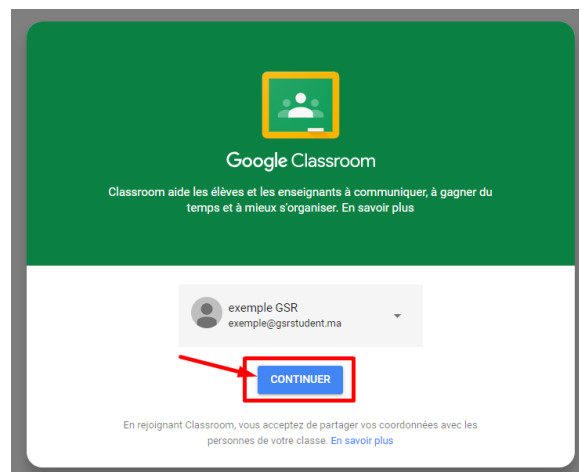 Google Classroom
Classroom aide les élèves et les enseignants à communiquer, à gagner du
temps et à mieux s'organiser. En savoir plus
exemple GSR
exemple@gsrstudent.ma
CONTINUER
En rejoignant Classroom, vous acceptez de partager vos coordonnées avec les
personnes de votre classe. En savoir plus